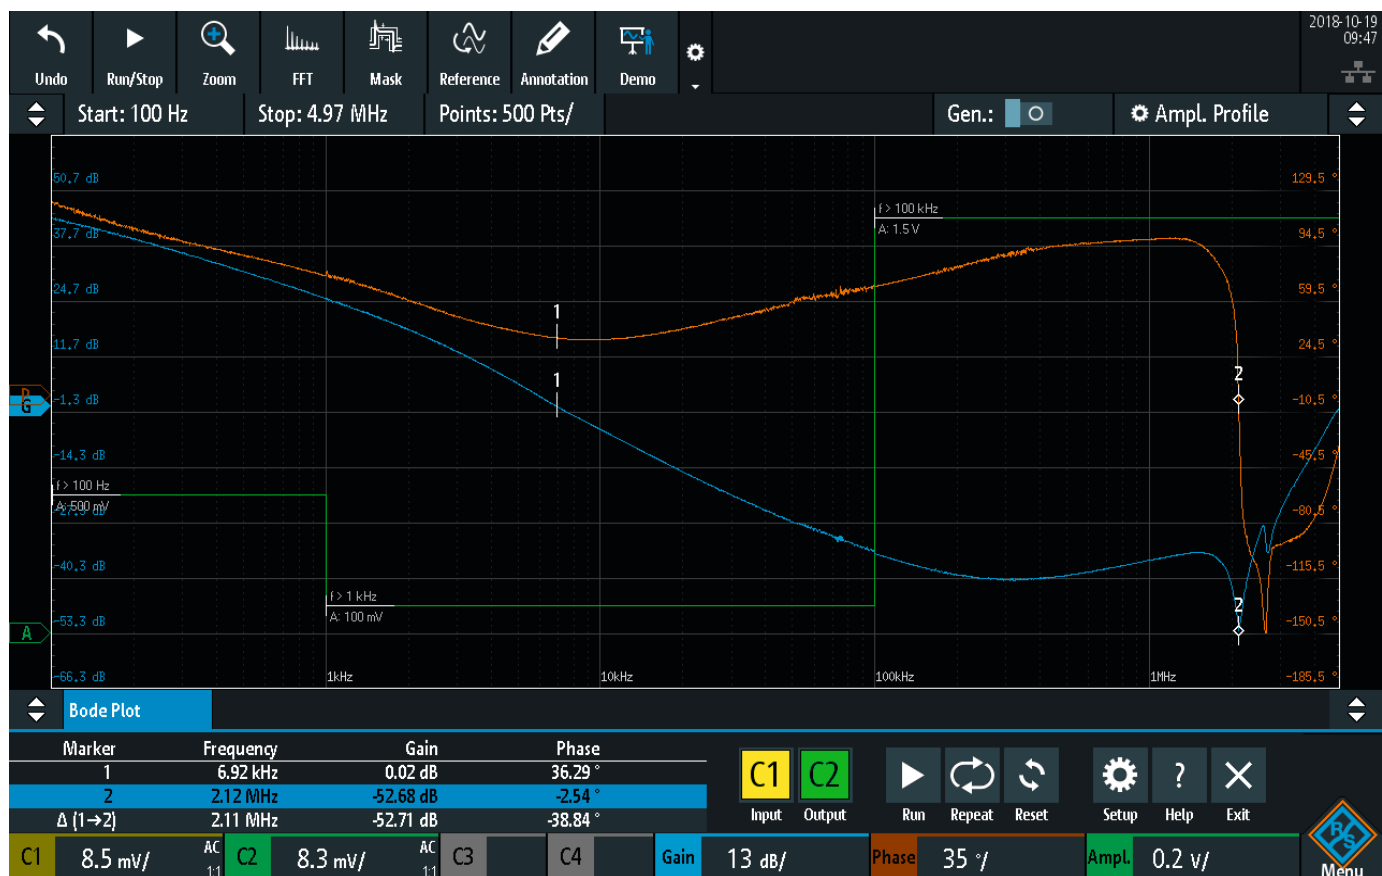 2018-10-19
09:47
Undo Run/Stop Zoom FFT Mask Reference Annotation Demo
Start: 100 Hz Stop: 4.97 MHz Points: 500 Pts/ Gen.: Ampl. Profile
50.7 dB 129.5 °
f > 100 kHz
A: 1.5 V
37.7 dB 94.5 °
24.7 dB 59.5 °
1
11.7 dB 24.5 °
1 2
G -1.3 dB -10.5 °
-14.3 dB -45.5 °
f > 100 Hz
A: 500 mV
-27.3 dB -80.5 °
-40.3 dB -115.5 °
f > 1 kHz
A: 100 mV
2
A -53.3 dB -150.5 °
-66.3 dB 1kHz 10kHz 100kHz 1MHz -185.5 °
Bode Plot
Marker Frequency Gain Phase
1 6.92 kHz 0.02 dB 36.29 °
2 2.12 MHz -52.68 dB -2.54 °
Δ (1→2) 2.11 MHz -52.71 dB -38.84 °
C1 C2
Input Output Run Repeat Reset Setup Help Exit
C1 8.5 mV/ AC 1:1 C2 8.3 mV/ AC 1:1 C3 C4 Gain 13 dB/ Phase 35 °/ Ampl. 0.2 V/
R&S
Menu